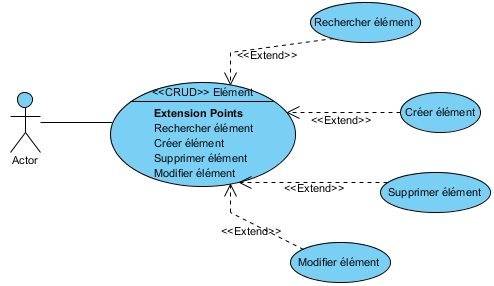 Rechercher élément
<<Extend>>
<<CRUD>> Elément
Extension Points
Rechercher élément
Créer élément
Supprimer élément
Modifier élément
Actor
Créer élément
<<Extend>>
Supprimer élément
<<Extend>>
<<Extend>>
Modifier élément